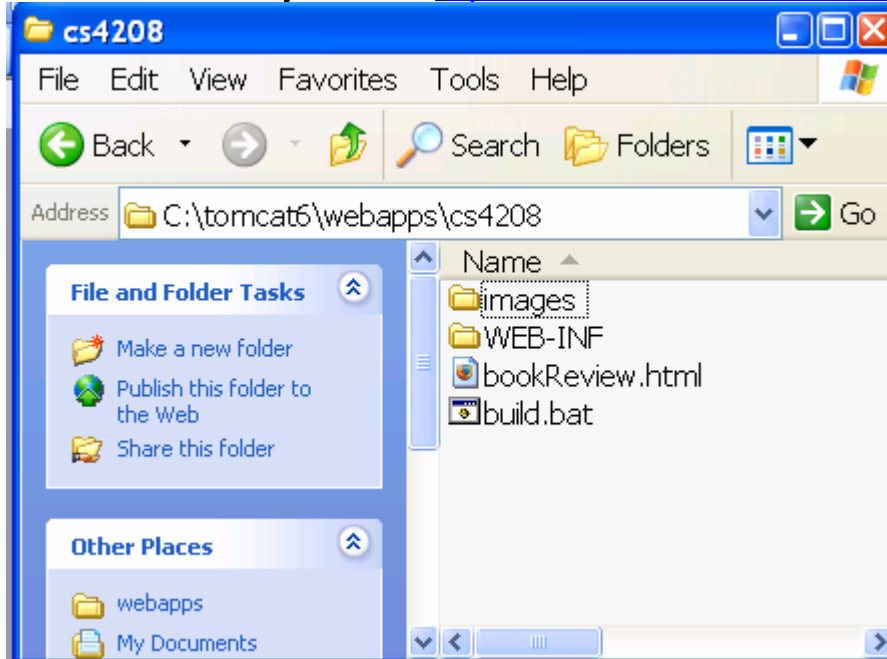 cs4208
File Edit View Favorites Tools Help
Back Search Folders
Address C:\tomcat6\webapps\cs4208 Go
File and Folder Tasks
Make a new folder
Publish this folder to
the Web
Share this folder
Other Places
webapps
My Documents
Name
images
WEB-INF
bookReview.html
build.bat